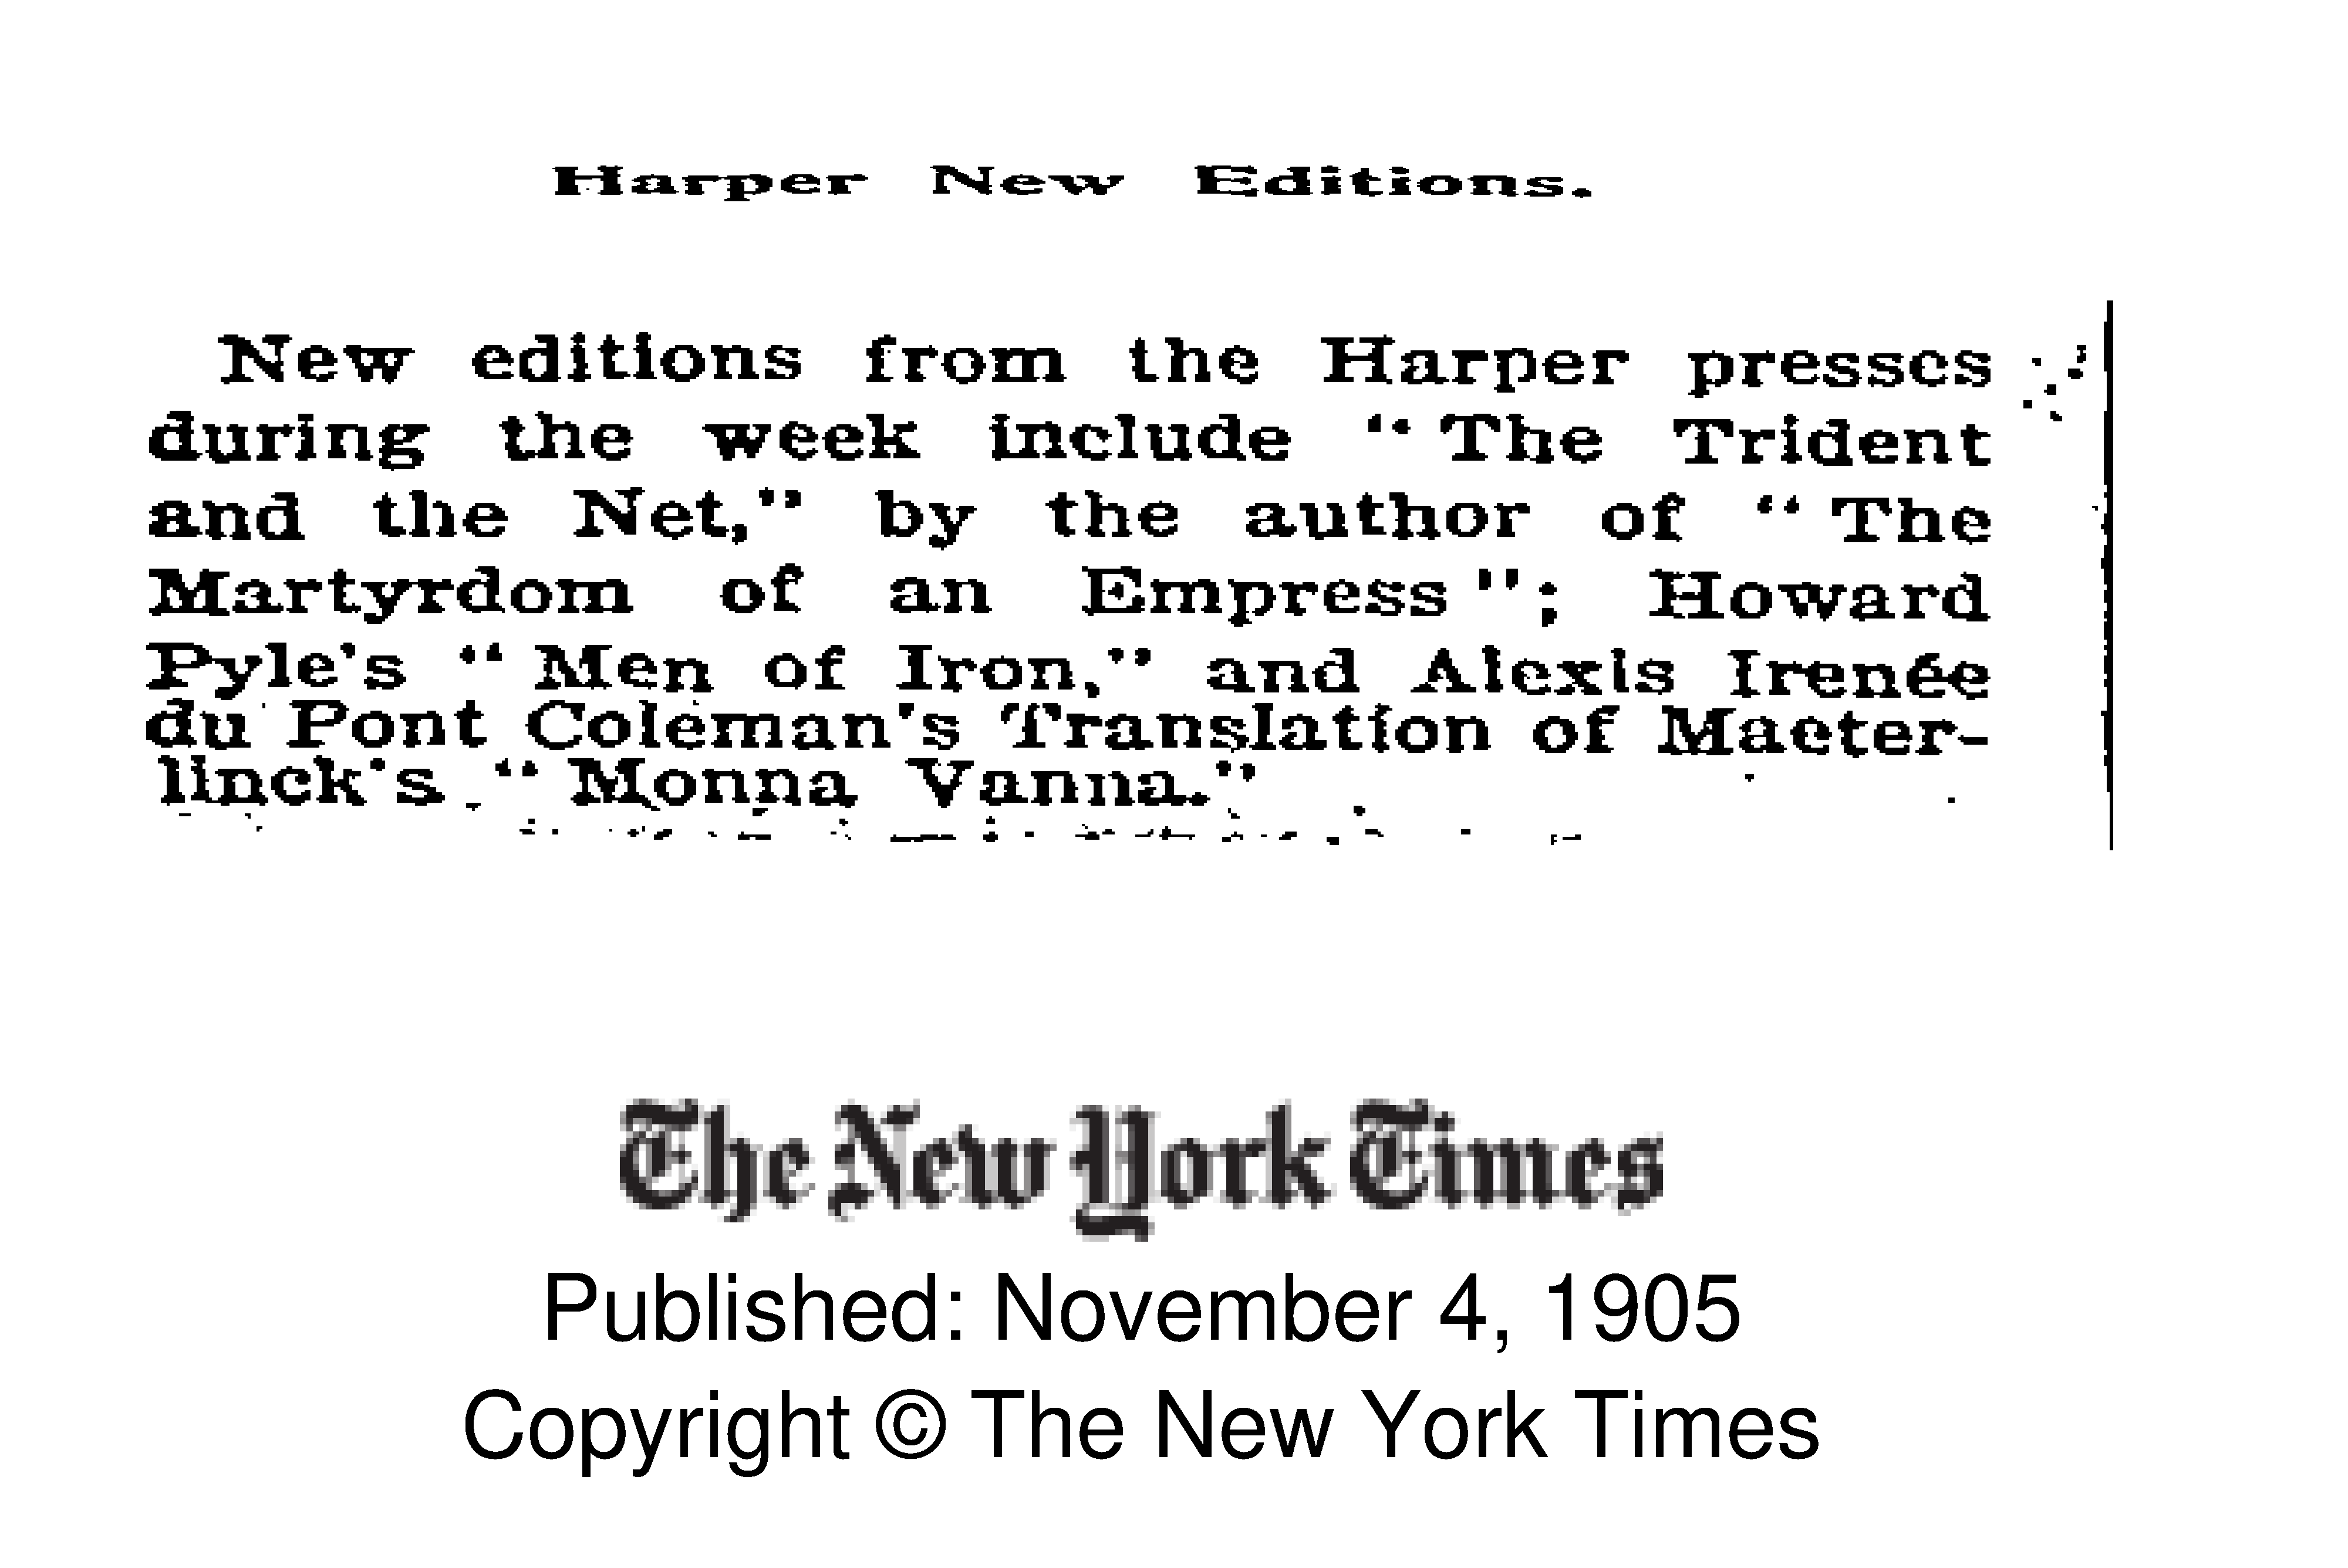 Harper New Editions.
New editions from the Harper presses
during the week include "The Trident
and the Net," by the author of "The
Martyrdom of an Empress"; Howard
Pyle's "Men of Iron," and Alexis Irenée
du Pont Coleman's Translation of Maeter-
linck's "Monna Vanna."
The New York Times
Published: November 4, 1905
Copyright © The New York Times